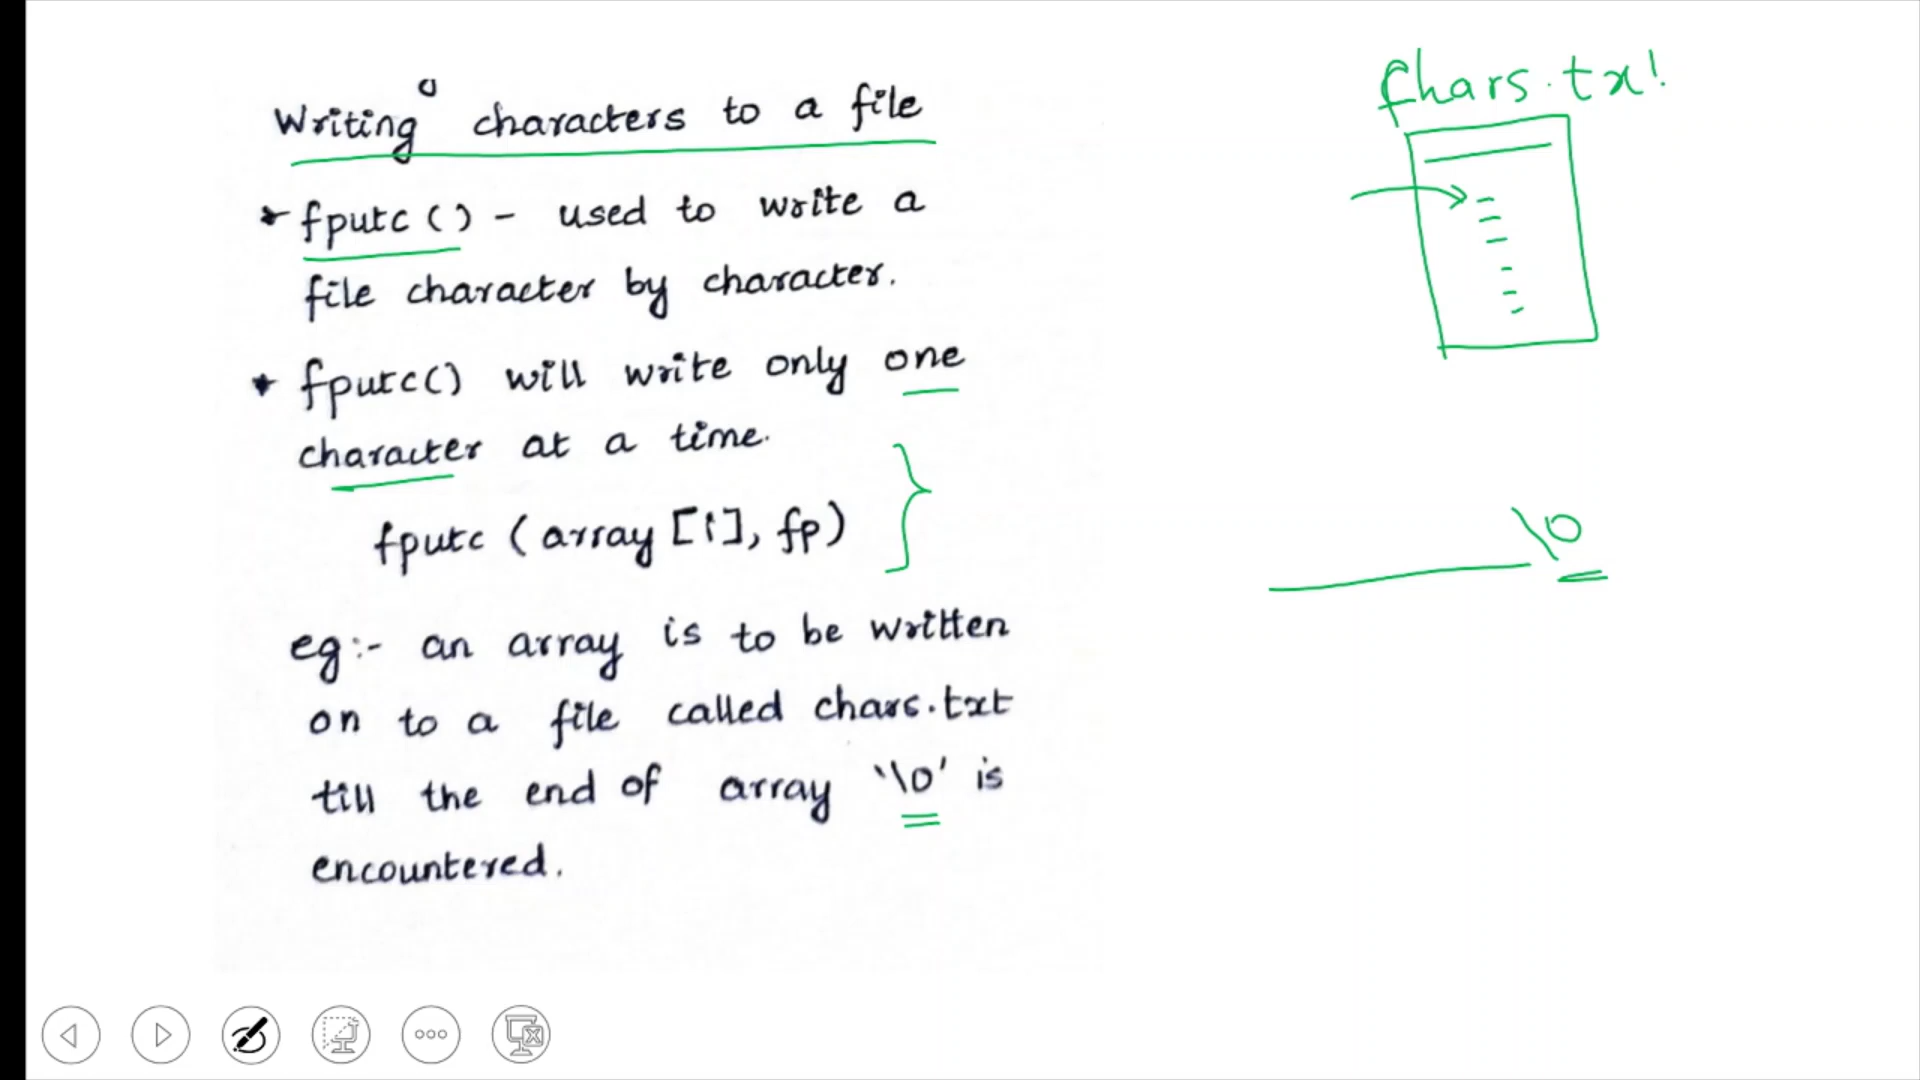 Writing characters to a file
* fputc () - used to write a
file character by character.
* fputc() will write only one
character at a time.
fputc (array [i], fp)
eg:- an array is to be written
on to a file called chars.txt
till the end of array '\0' is
encountered.
\0